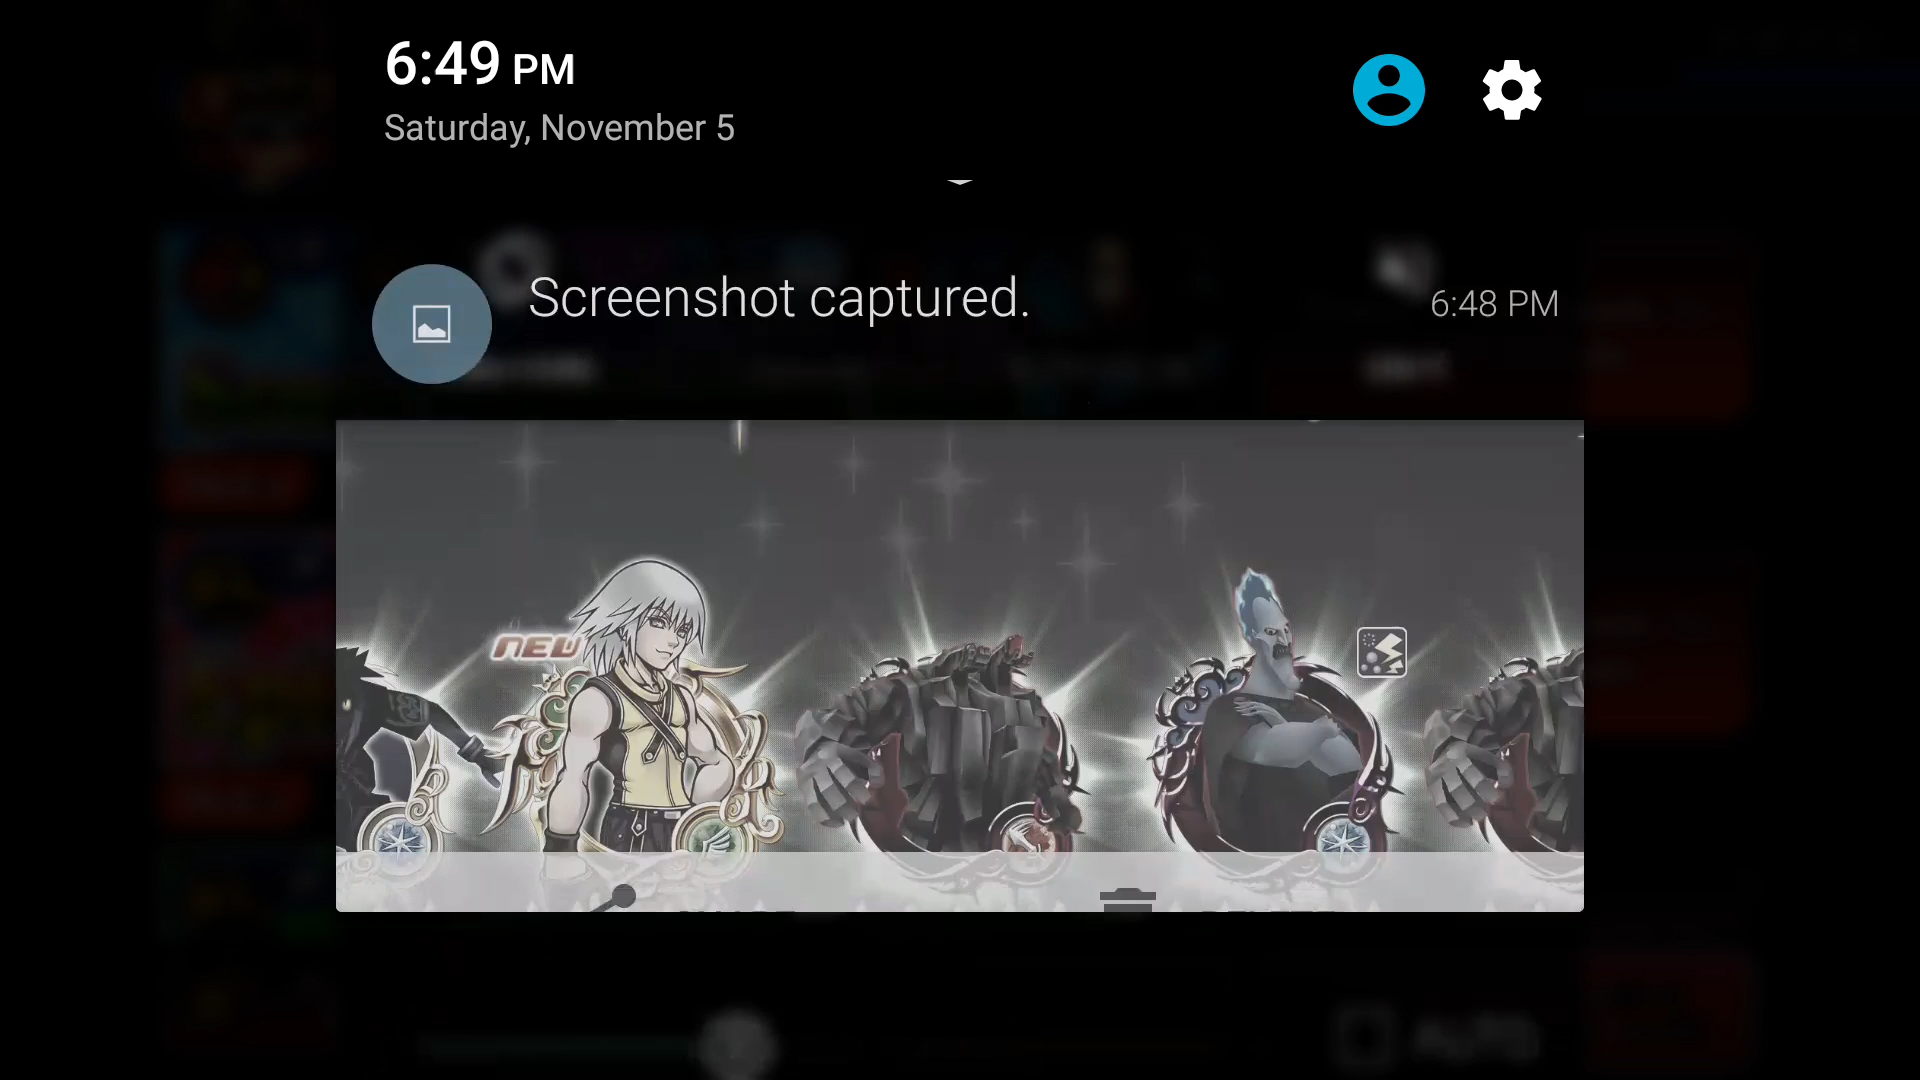 6:49 PM
Saturday, November 5
Screenshot captured.
6:48 PM
NEW